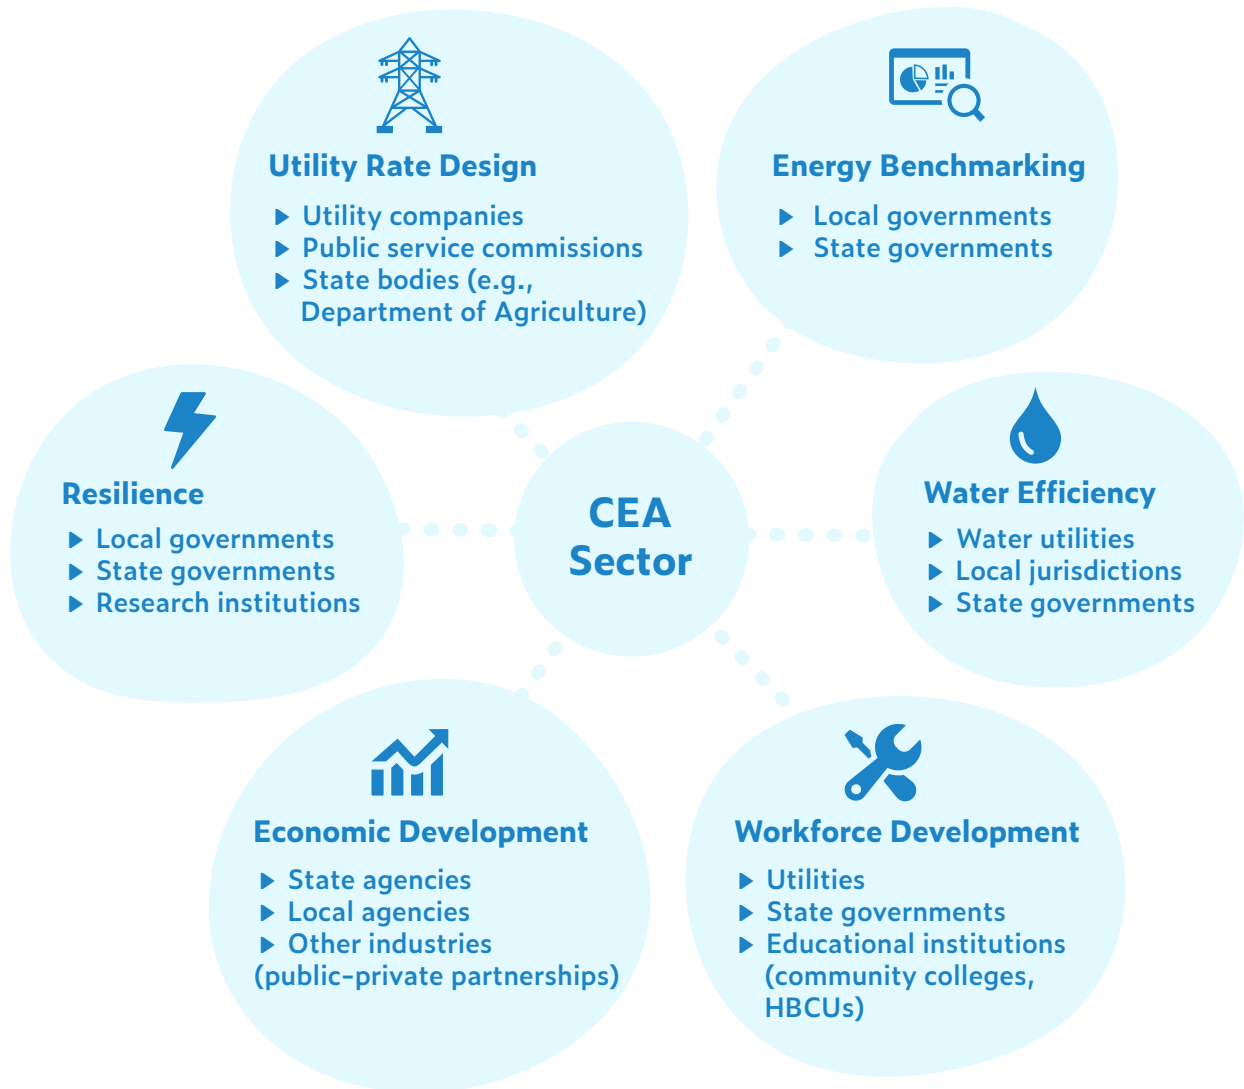 Utility Rate Design
Utility companies
Public service commissions
State bodies (e.g.,
Department of Agriculture)
Energy Benchmarking
Local governments
State governments
Resilience
Local governments
State governments
Research institutions
CEA
Sector
Water Efficiency
Water utilities
Local jurisdictions
State governments
Economic Development
State agencies
Local agencies
Other industries
(public-private partnerships)
Workforce Development
Utilities
State governments
Educational institutions
(community colleges,
HBCUs)